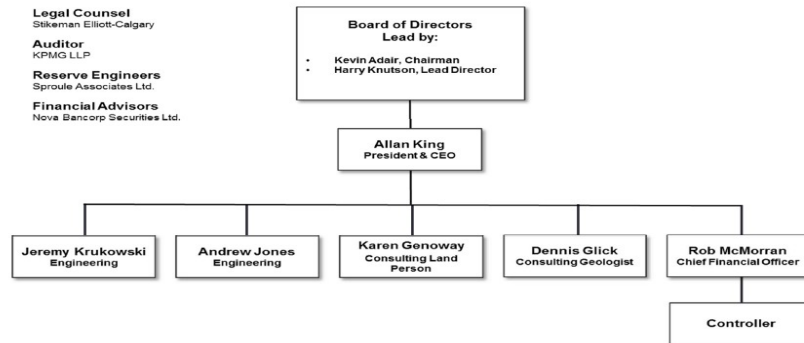 Legal Counsel
Stikeman Elliott-Calgary
Auditor
KPMG LLP
Reserve Engineers
Sproule Associates Ltd.
Financial Advisors
Nova Bancorp Securities Ltd.
Board of Directors
Lead by:
• Kevin Adair, Chairman
• Harry Knutson, Lead Director
Allan King
President & CEO
Jeremy Krukowski
Engineering
Andrew Jones
Engineering
Karen Genoway
Consulting Land
Person
Dennis Glick
Consulting Geologist
Rob McMorran
Chief Financial Officer
Controller